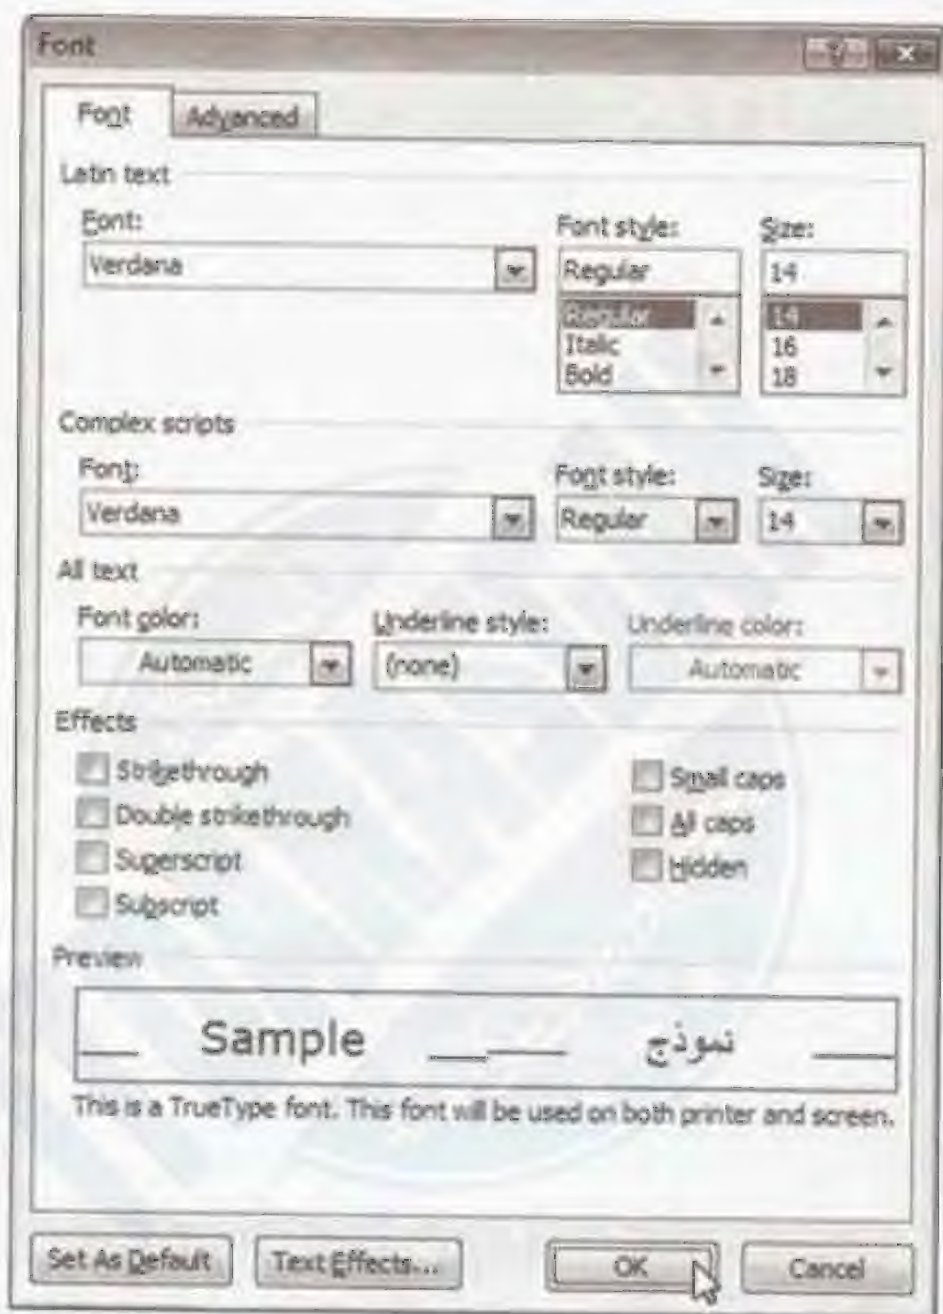 Font
Font Advanced
Latin text
Font: Font style: Size:
Verdana Regular 14
Regular 14
Italic 16
Bold 18
Complex scripts
Font: Font style: Size:
Verdana Regular 14
All text
Font color: Underline style: Underline color:
Automatic (none) Automatic
Effects
Strikethrough Small caps
Double strikethrough All caps
Superscript Hidden
Subscript
Preview
Sample نموذج
This is a TrueType font. This font will be used on both printer and screen.
Set As Default Text Effects... OK Cancel